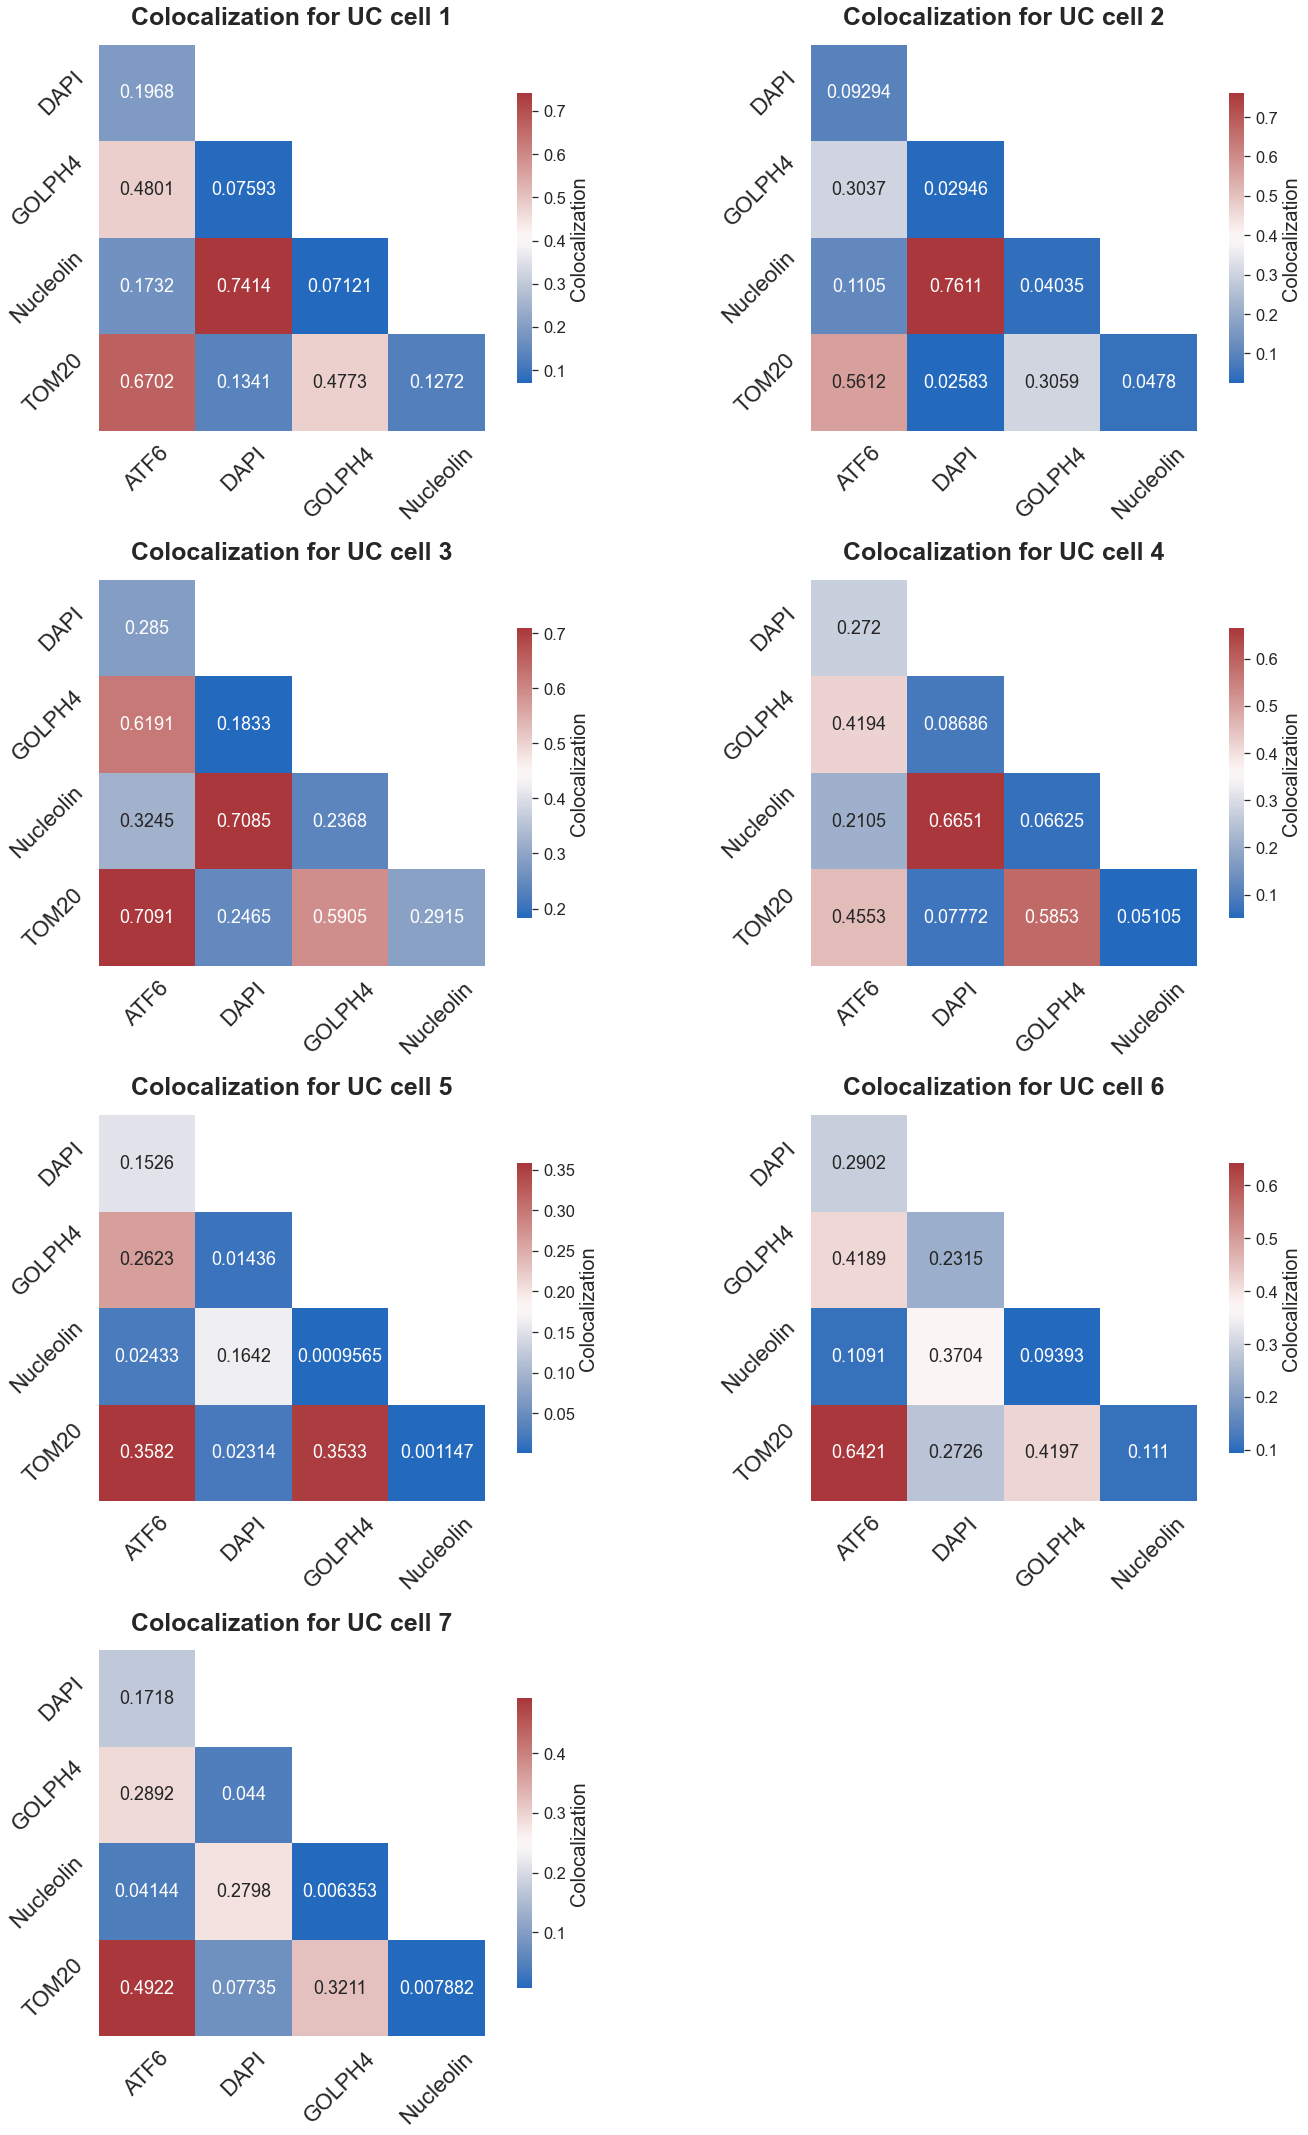 Colocalization for UC cell 1
DAPI
0.1968
GOLPH4
0.4801 0.07593
Nucleolin
0.1732 0.7414 0.07121
TOM20
0.6702 0.1341 0.4773 0.1272
ATF6 DAPI GOLPH4 Nucleolin
0.7
0.6
0.5
0.4
0.3
0.2
0.1
Colocalization
Colocalization for UC cell 2
DAPI
0.09294
GOLPH4
0.3037 0.02946
Nucleolin
0.1105 0.7611 0.04035
TOM20
0.5612 0.02583 0.3059 0.0478
ATF6 DAPI GOLPH4 Nucleolin
0.7
0.6
0.5
0.4
0.3
0.2
0.1
Colocalization
Colocalization for UC cell 3
DAPI
0.285
GOLPH4
0.6191 0.1833
Nucleolin
0.3245 0.7085 0.2368
TOM20
0.7091 0.2465 0.5905 0.2915
ATF6 DAPI GOLPH4 Nucleolin
0.7
0.6
0.5
0.4
0.3
0.2
Colocalization
Colocalization for UC cell 4
DAPI
0.272
GOLPH4
0.4194 0.08686
Nucleolin
0.2105 0.6651 0.06625
TOM20
0.4553 0.07772 0.5853 0.05105
ATF6 DAPI GOLPH4 Nucleolin
0.6
0.5
0.4
0.3
0.2
0.1
Colocalization
Colocalization for UC cell 5
DAPI
0.1526
GOLPH4
0.2623 0.01436
Nucleolin
0.02433 0.1642 0.0009565
TOM20
0.3582 0.02314 0.3533 0.001147
ATF6 DAPI GOLPH4 Nucleolin
0.35
0.30
0.25
0.20
0.15
0.10
0.05
Colocalization
Colocalization for UC cell 6
DAPI
0.2902
GOLPH4
0.4189 0.2315
Nucleolin
0.1091 0.3704 0.09393
TOM20
0.6421 0.2726 0.4197 0.111
ATF6 DAPI GOLPH4 Nucleolin
0.6
0.5
0.4
0.3
0.2
0.1
Colocalization
Colocalization for UC cell 7
DAPI
0.1718
GOLPH4
0.2892 0.044
Nucleolin
0.04144 0.2798 0.006353
TOM20
0.4922 0.07735 0.3211 0.007882
ATF6 DAPI GOLPH4 Nucleolin
0.4
0.3
0.2
0.1
Colocalization